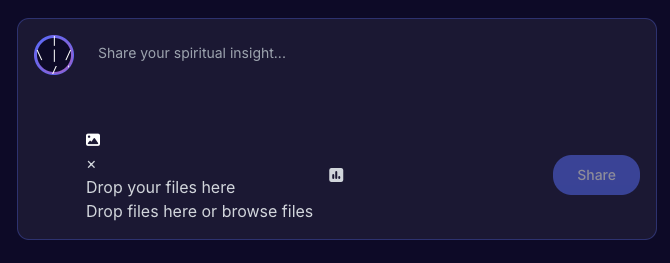 Share your spiritual insight...
×
Drop your files here
Drop files here or browse files
Share